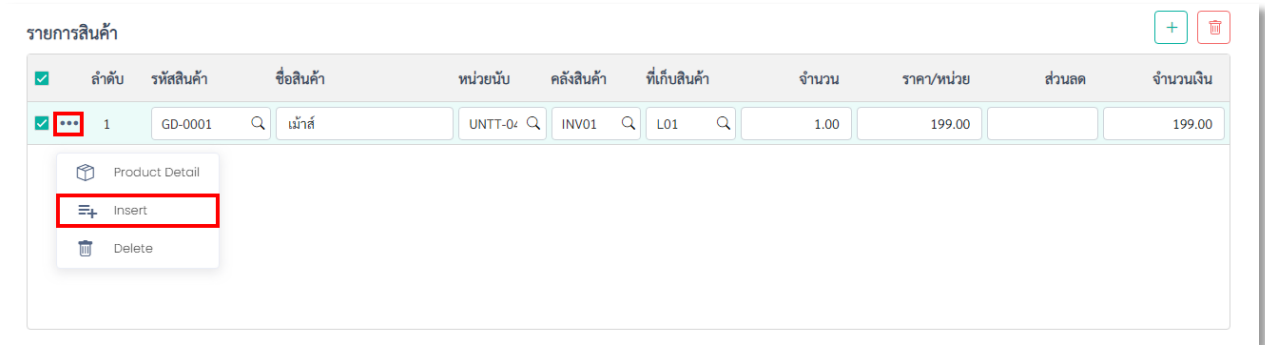 รายการสินค้า
ลำดับ รหัสสินค้า ชื่อสินค้า หน่วยนับ คลังสินค้า ที่เก็บสินค้า จำนวน ราคา/หน่วย ส่วนลด จำนวนเงิน
1 GD-0001 เม้าส์ UNTT-04 INV01 L01 1.00 199.00 199.00
Product Detail
Insert
Delete